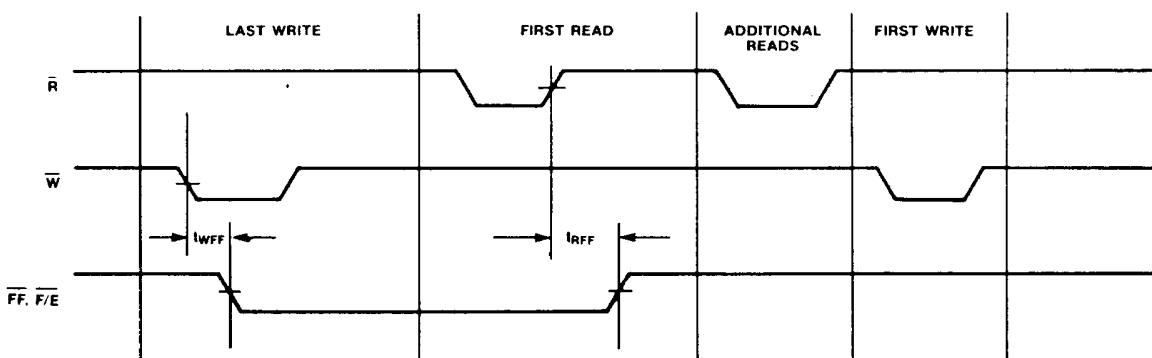 LAST WRITE
FIRST READ
ADDITIONAL READS
FIRST WRITE
R̅
W̅
tWFF
tRFF
F̅F̅, F̅/̅E̅